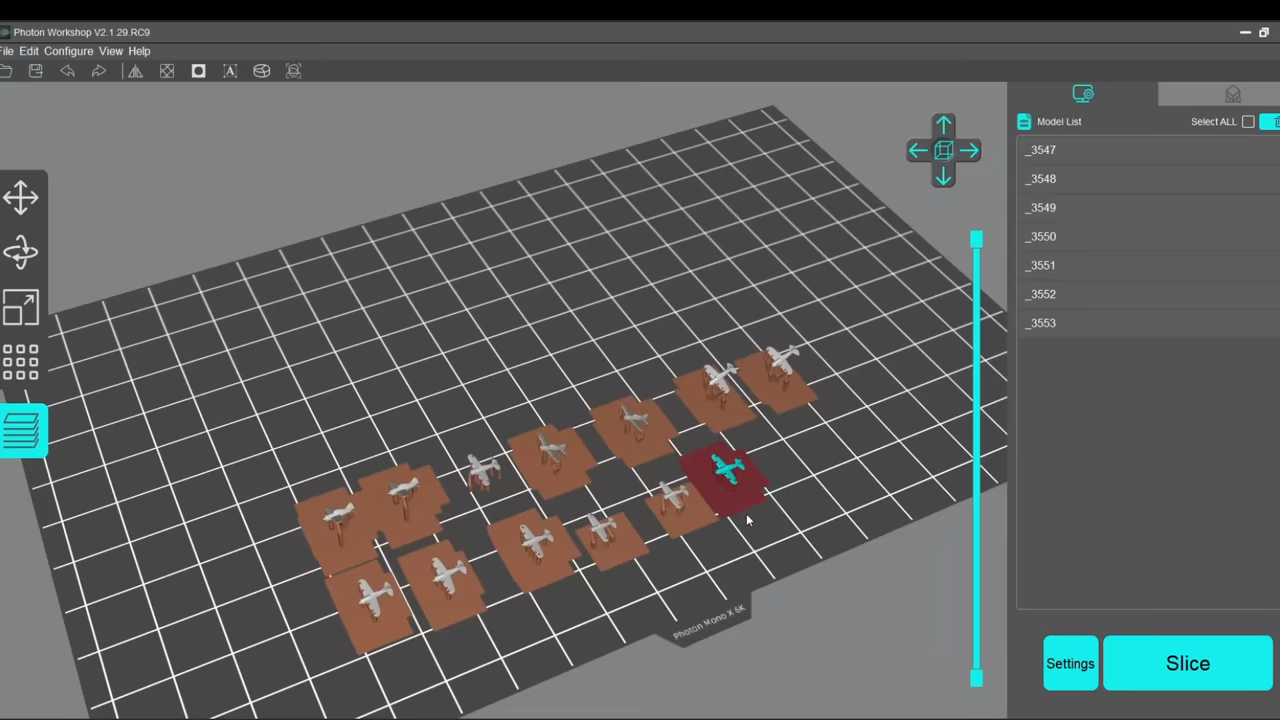 Photon Workshop V2.1.29.RC9
File Edit Configure View Help
Model List
Select ALL
_3547
_3548
_3549
_3550
_3551
_3552
_3553
Photon Mono X 6K
Settings
Slice